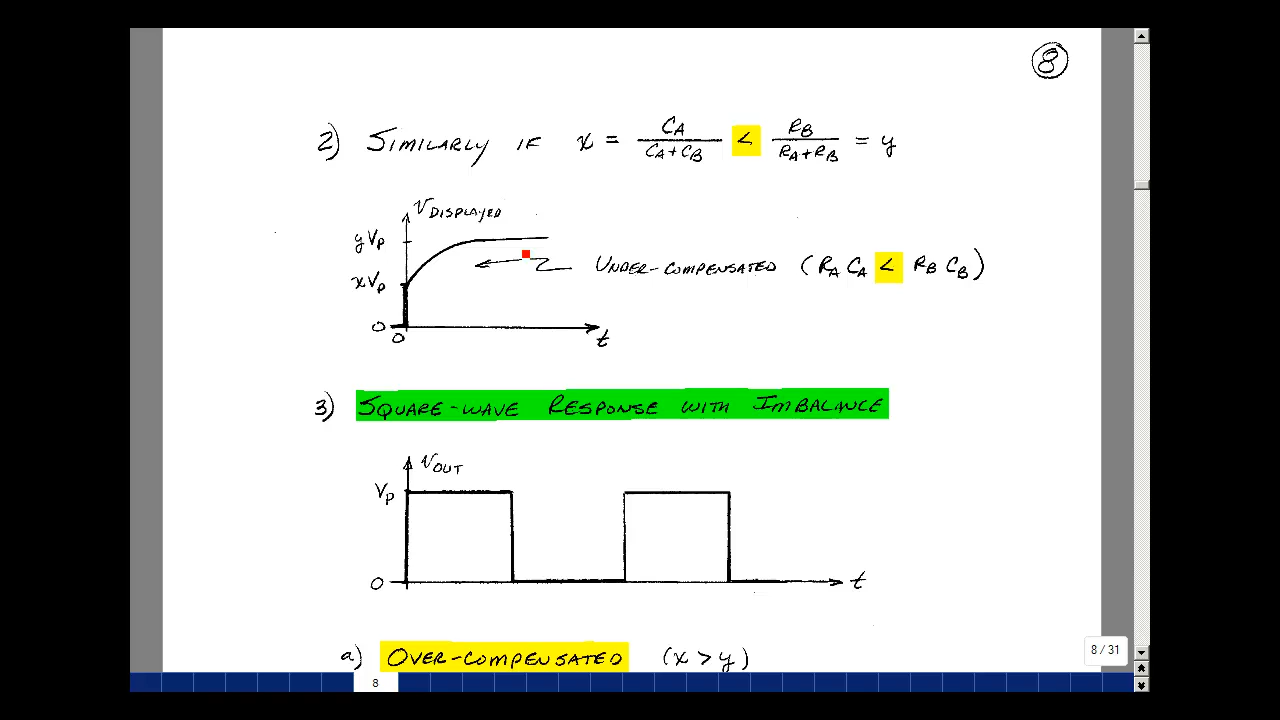 8
2) SIMILARLY IF x = CA / (CA + CB) < RB / (RA + RB) = y
VDISPLAYED
yVp
xVp
0
0
t
UNDER-COMPENSATED (RA CA < RB CB)
3) SQUARE-WAVE RESPONSE WITH IMBALANCE
VOUT
Vp
0
t
a) OVER-COMPENSATED (x > y)
8 / 31
8